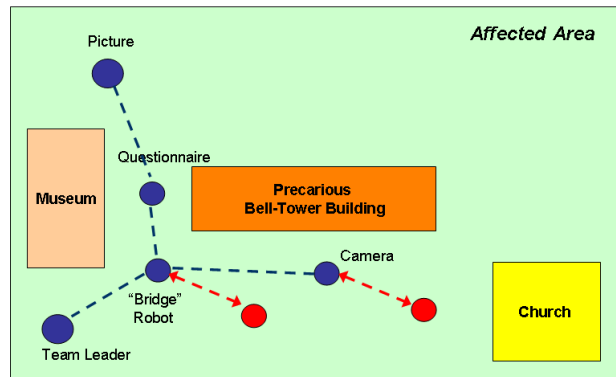 Affected Area
Picture
Questionnaire
Museum
Precarious
Bell-Tower Building
Camera
“Bridge”
Robot
Church
Team Leader